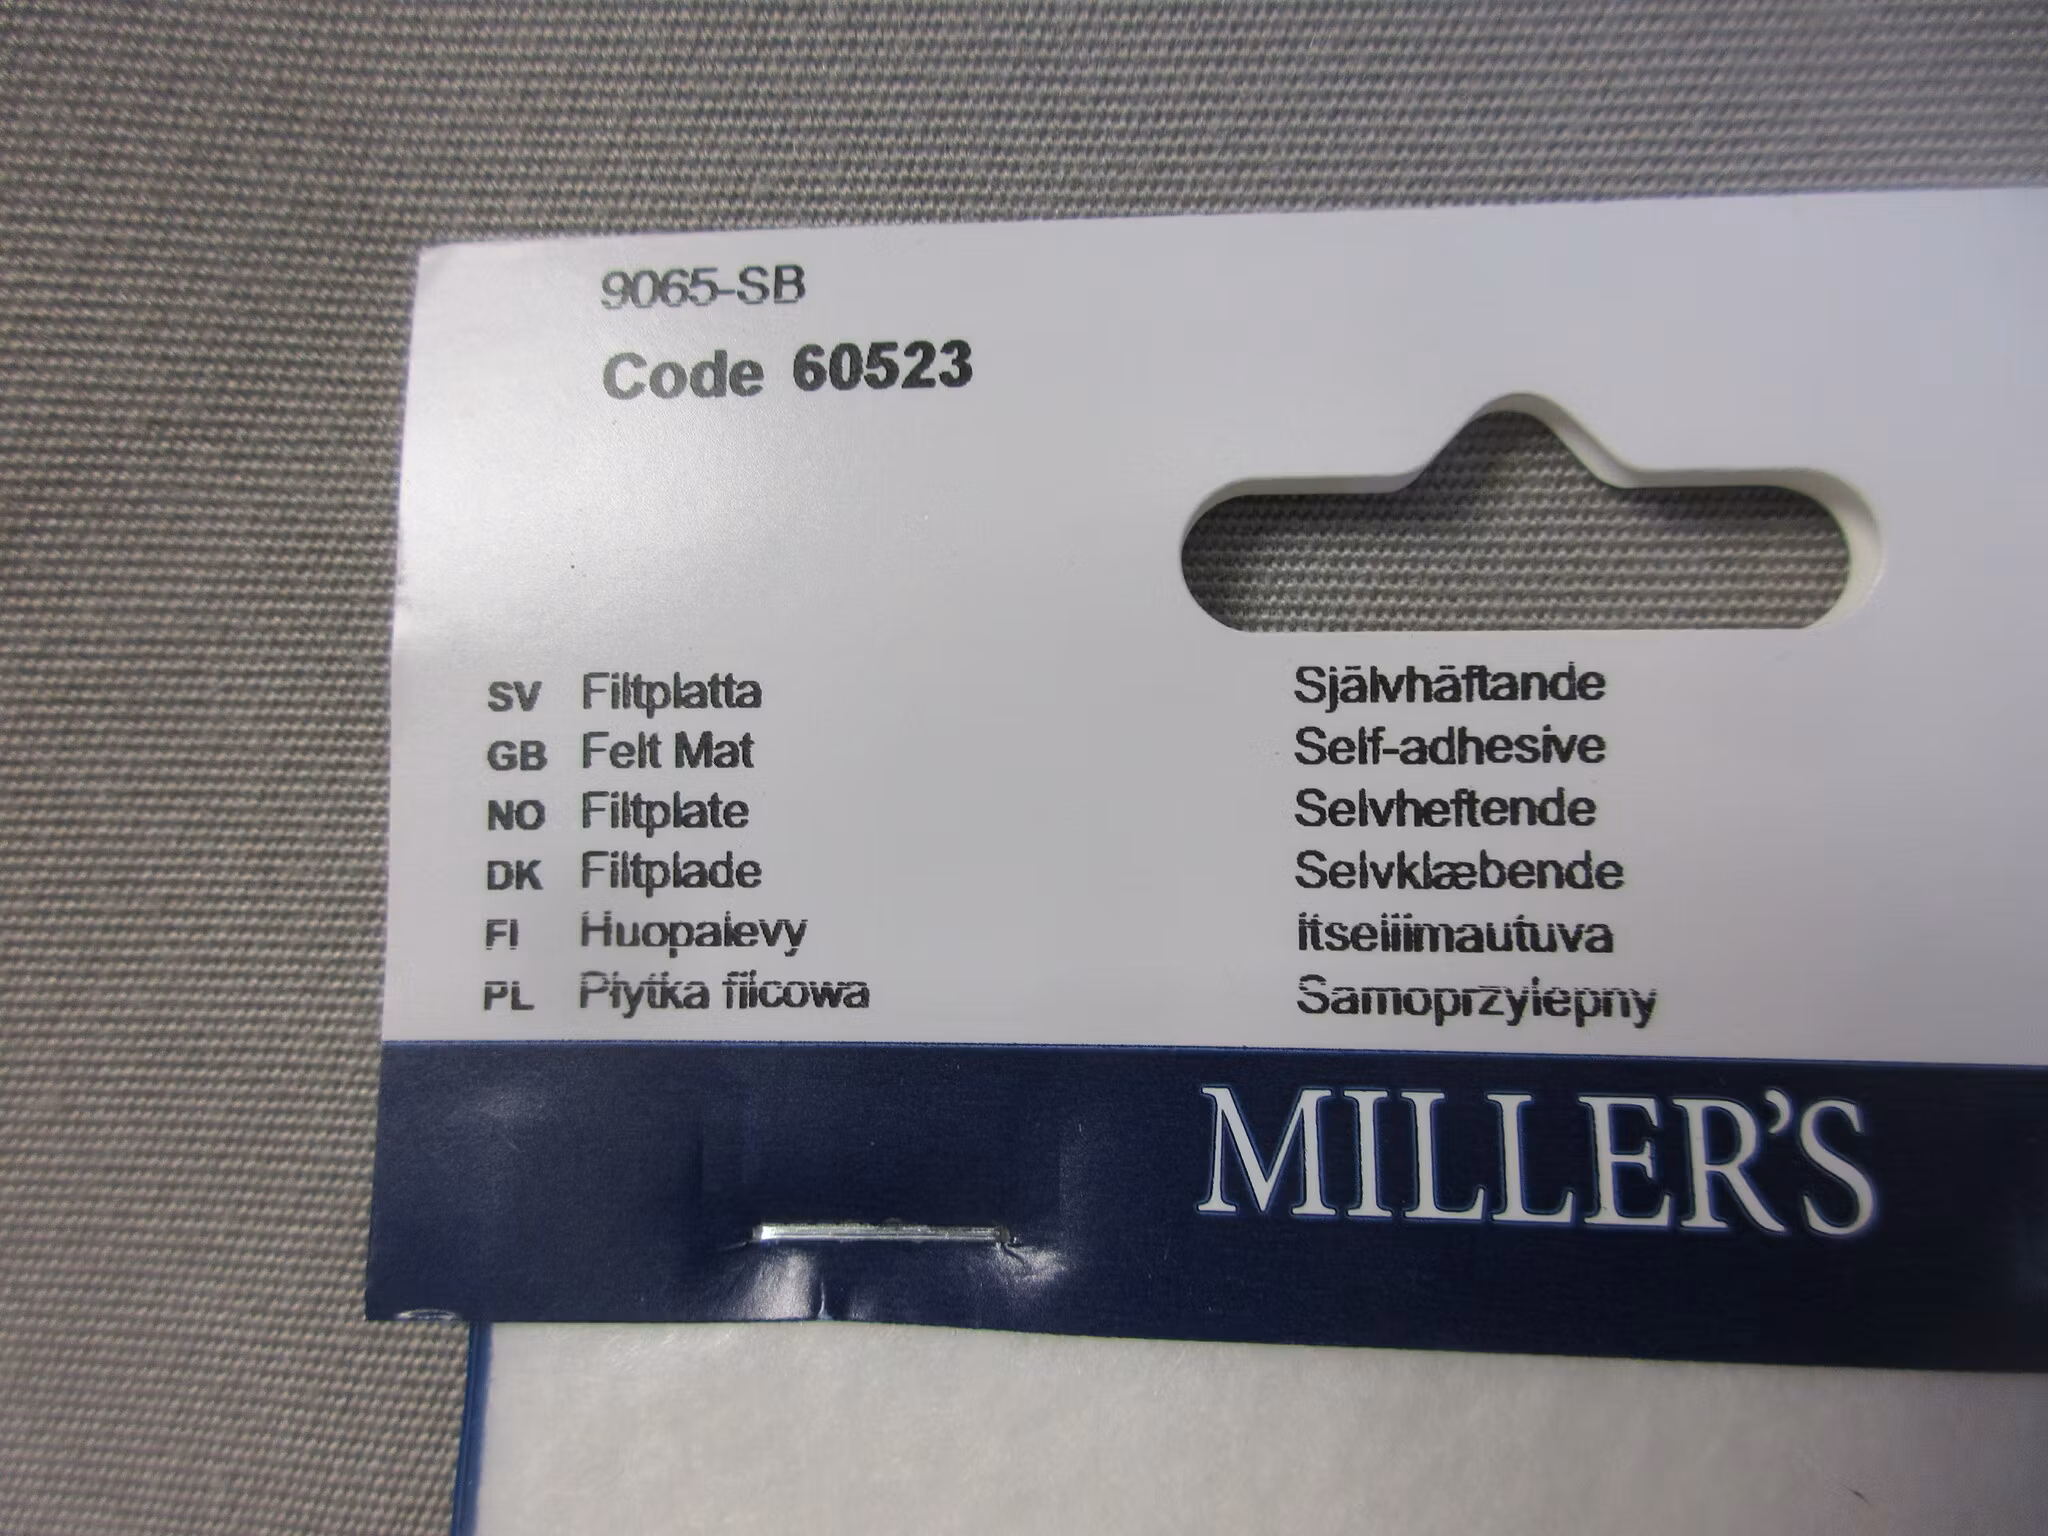 9065-SB
Code 60523
SV Filtplatta Självhäftande
GB Felt Mat Self-adhesive
NO Filtplate Selvheftende
DK Filtplade Selvklæbende
FI Huopalevy Itseliimautuva
PL Płytka filcowa Samoprzylepny
MILLER'S